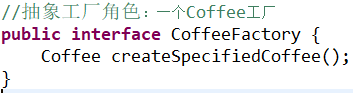 //抽象工厂角色：一个Coffee工厂
public interface CoffeeFactory {
    Coffee createSpecifiedCoffee();
}